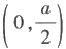 (0, a/2)